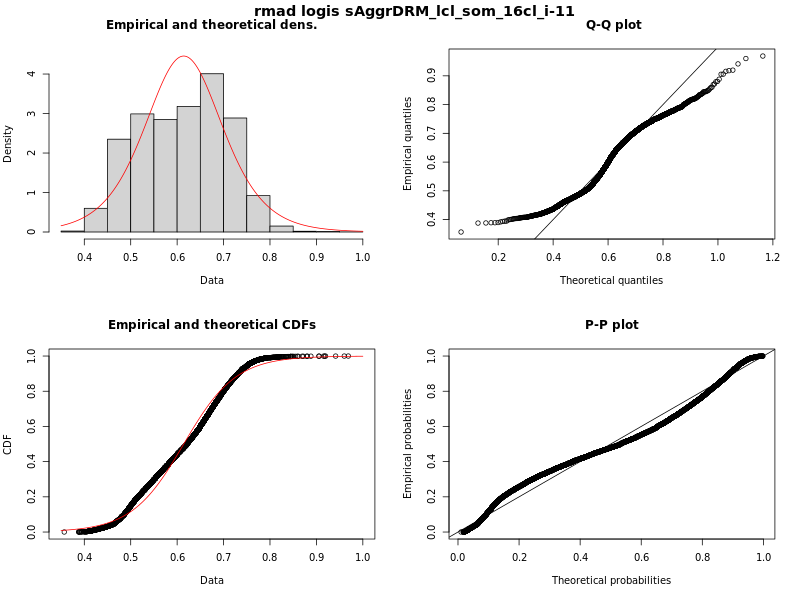 rmad logis sAggrDRM_lcl_som_16cl_i-11
Empirical and theoretical dens.
Density
0 1 2 3 4
0.4 0.5 0.6 0.7 0.8 0.9 1.0
Data
Q-Q plot
Empirical quantiles
0.4 0.5 0.6 0.7 0.8 0.9
0.2 0.4 0.6 0.8 1.0 1.2
Theoretical quantiles
Empirical and theoretical CDFs
CDF
0.0 0.2 0.4 0.6 0.8 1.0
0.4 0.5 0.6 0.7 0.8 0.9 1.0
Data
P-P plot
Empirical probabilities
0.0 0.2 0.4 0.6 0.8 1.0
0.0 0.2 0.4 0.6 0.8 1.0
Theoretical probabilities